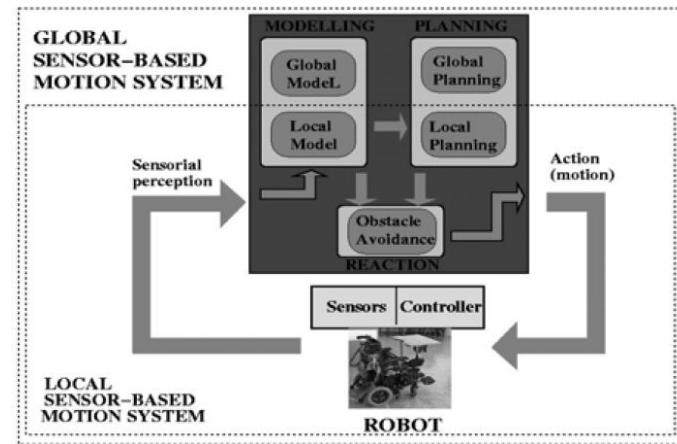 GLOBAL
SENSOR-BASED
MOTION SYSTEM
MODELLING
PLANNING
Global
ModeL
Global
Planning
Local
Model
Local
Planning
Sensorial
perception
Action
(motion)
Obstacle
Avoidance
REACTION
Sensors
Controller
LOCAL
SENSOR-BASED
MOTION SYSTEM
ROBOT